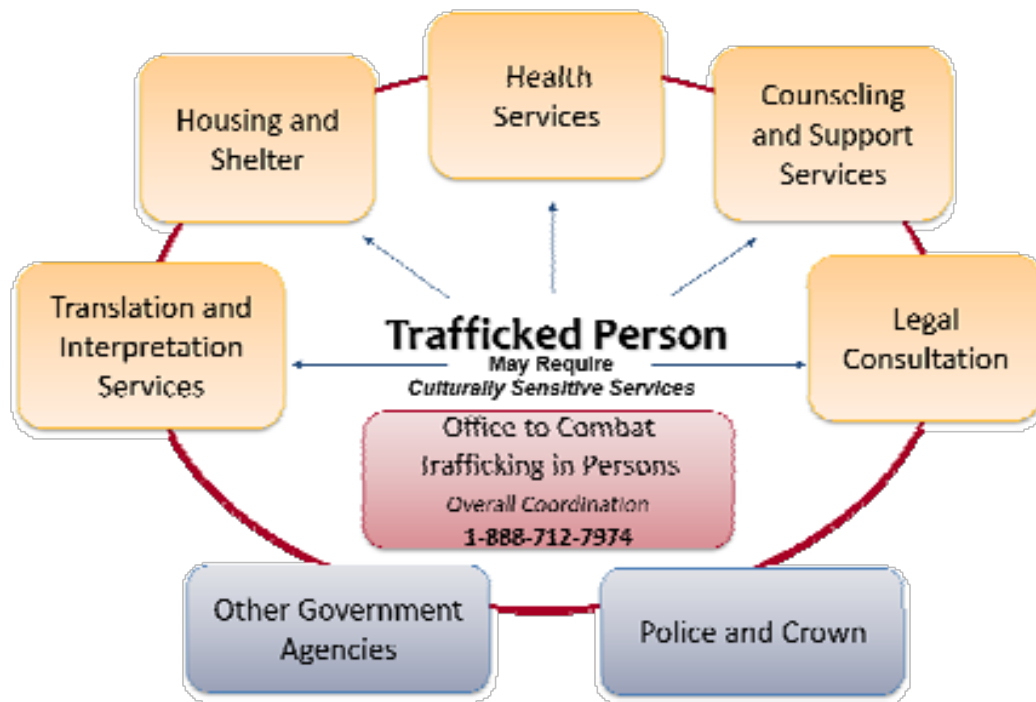 Health
Services
Housing and
Shelter
Counseling
and Support
Services
Translation and
Interpretation
Services
Trafficked Person
May Require
Culturally Sensitive Services
Legal
Consultation
Office to Combat
Trafficking in Persons
Overall Coordination
1-888-712-7974
Other Government
Agencies
Police and Crown